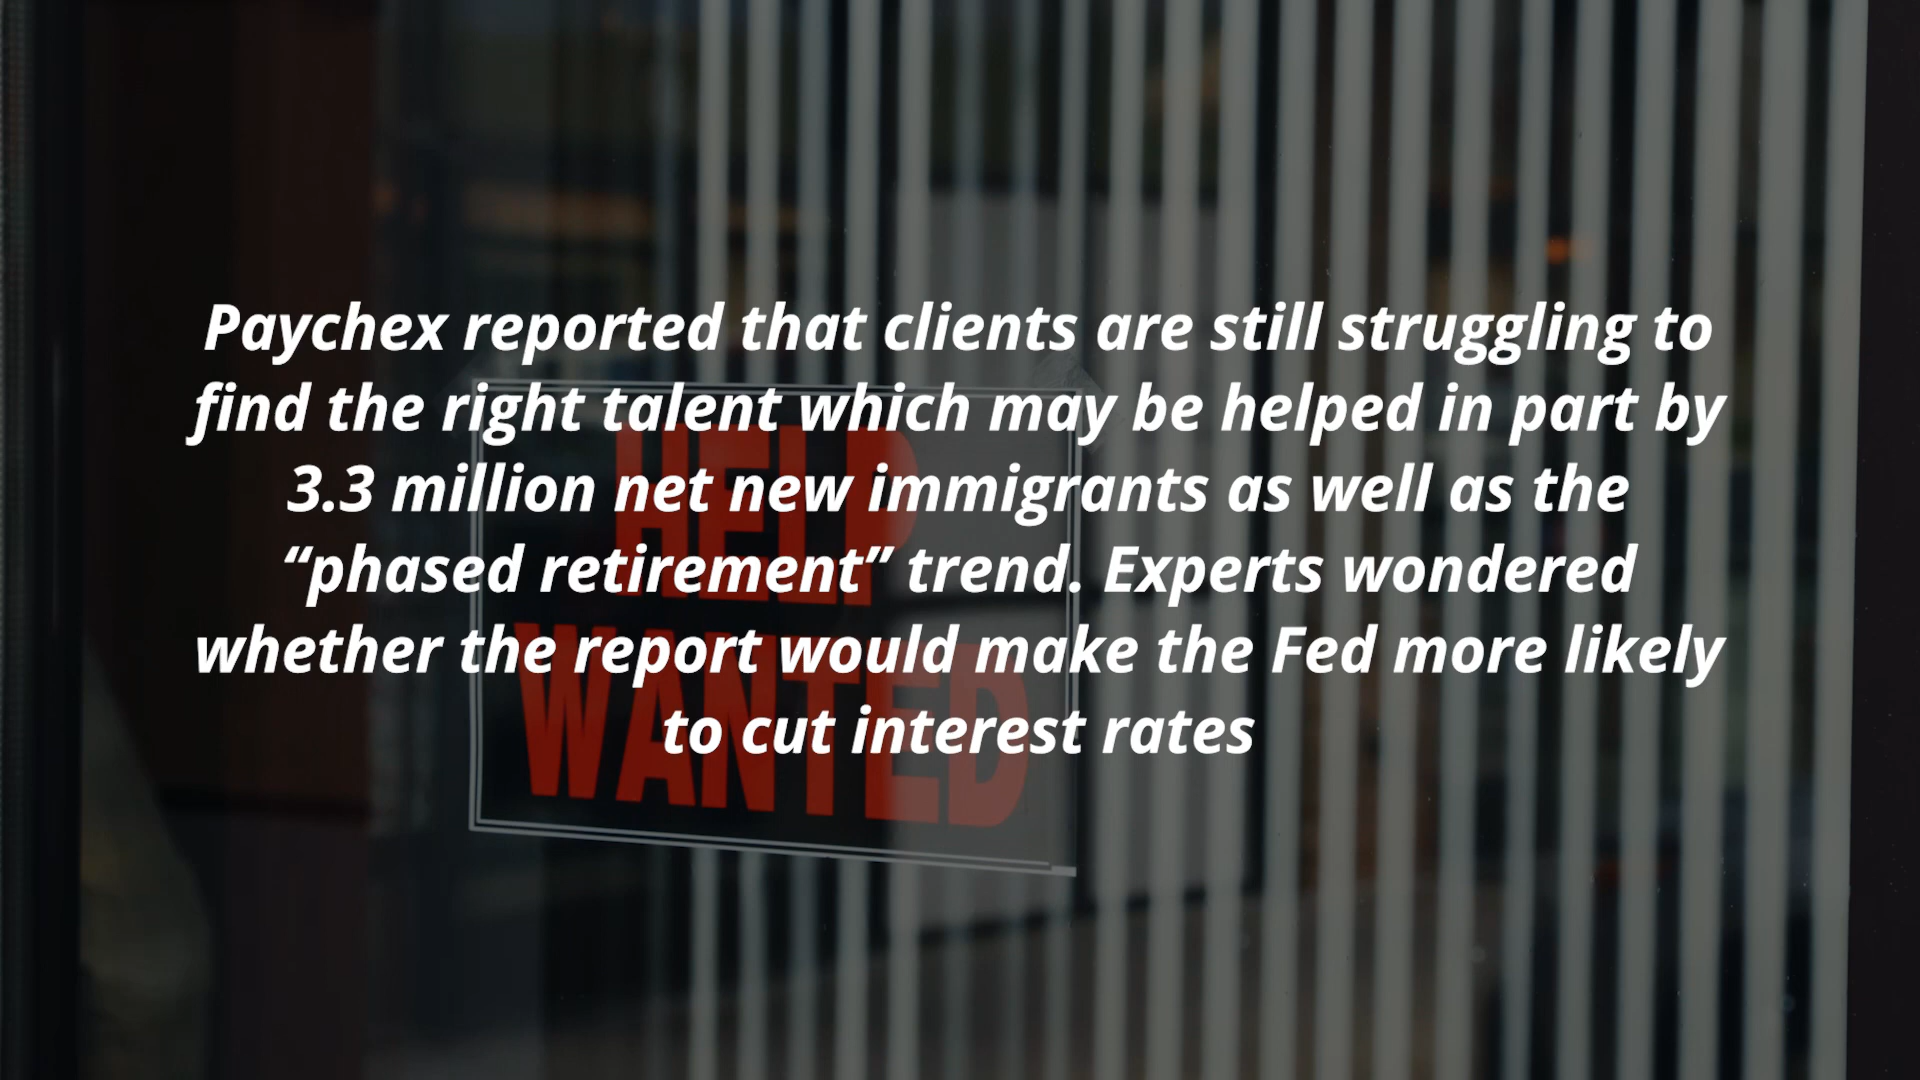 Paychex reported that clients are still struggling to
find the right talent which may be helped in part by
3.3 million net new immigrants as well as the
“phased retirement” trend. Experts wondered
whether the report would make the Fed more likely
to cut interest rates
HELP
WANTED